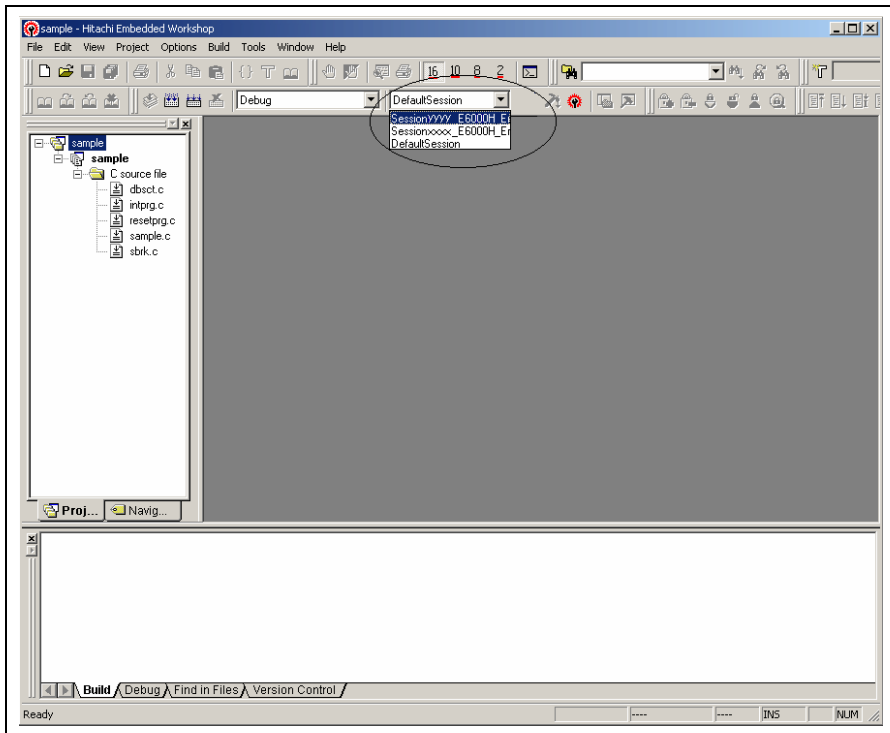 sample - Hitachi Embedded Workshop
File Edit View Project Options Build Tools Window Help
16 10 8 2
Debug DefaultSession
Sessionyyyy_E6000H_E
Sessionxxxx_E6000H_E
DefaultSession
sample
sample
C source file
dbsct.c
intprg.c
resetprg.c
sample.c
sbrk.c
Proj... Navig...
Build Debug Find in Files Version Control
Ready ---- ---- INS NUM